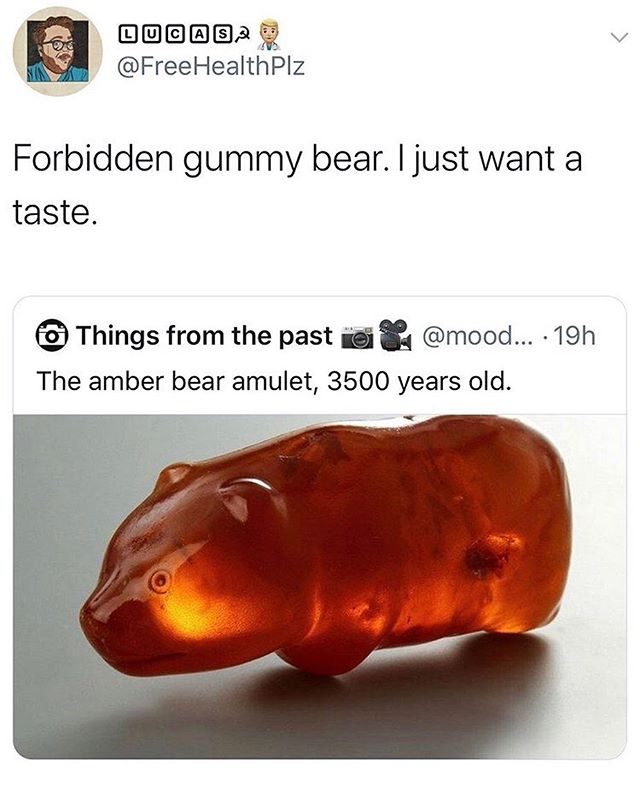 LUCAS☭👨🏼‍⚕️
@FreeHealthPlz
Forbidden gummy bear. I just want a
taste.
Things from the past 📷🎥 @mood... · 19h
The amber bear amulet, 3500 years old.